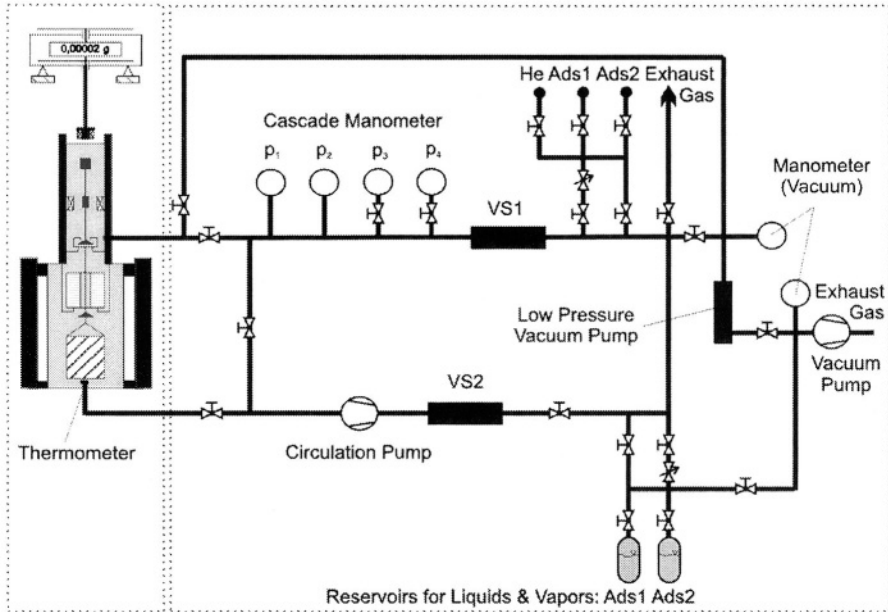 0,00002 g
He Ads1 Ads2 Exhaust
Gas
Cascade Manometer
p₁ p₂ p₃ p₄
Manometer
(Vacuum)
VS1
Low Pressure
Vacuum Pump
Exhaust
Gas
Vacuum
Pump
VS2
Thermometer
Circulation Pump
Reservoirs for Liquids & Vapors: Ads1 Ads2